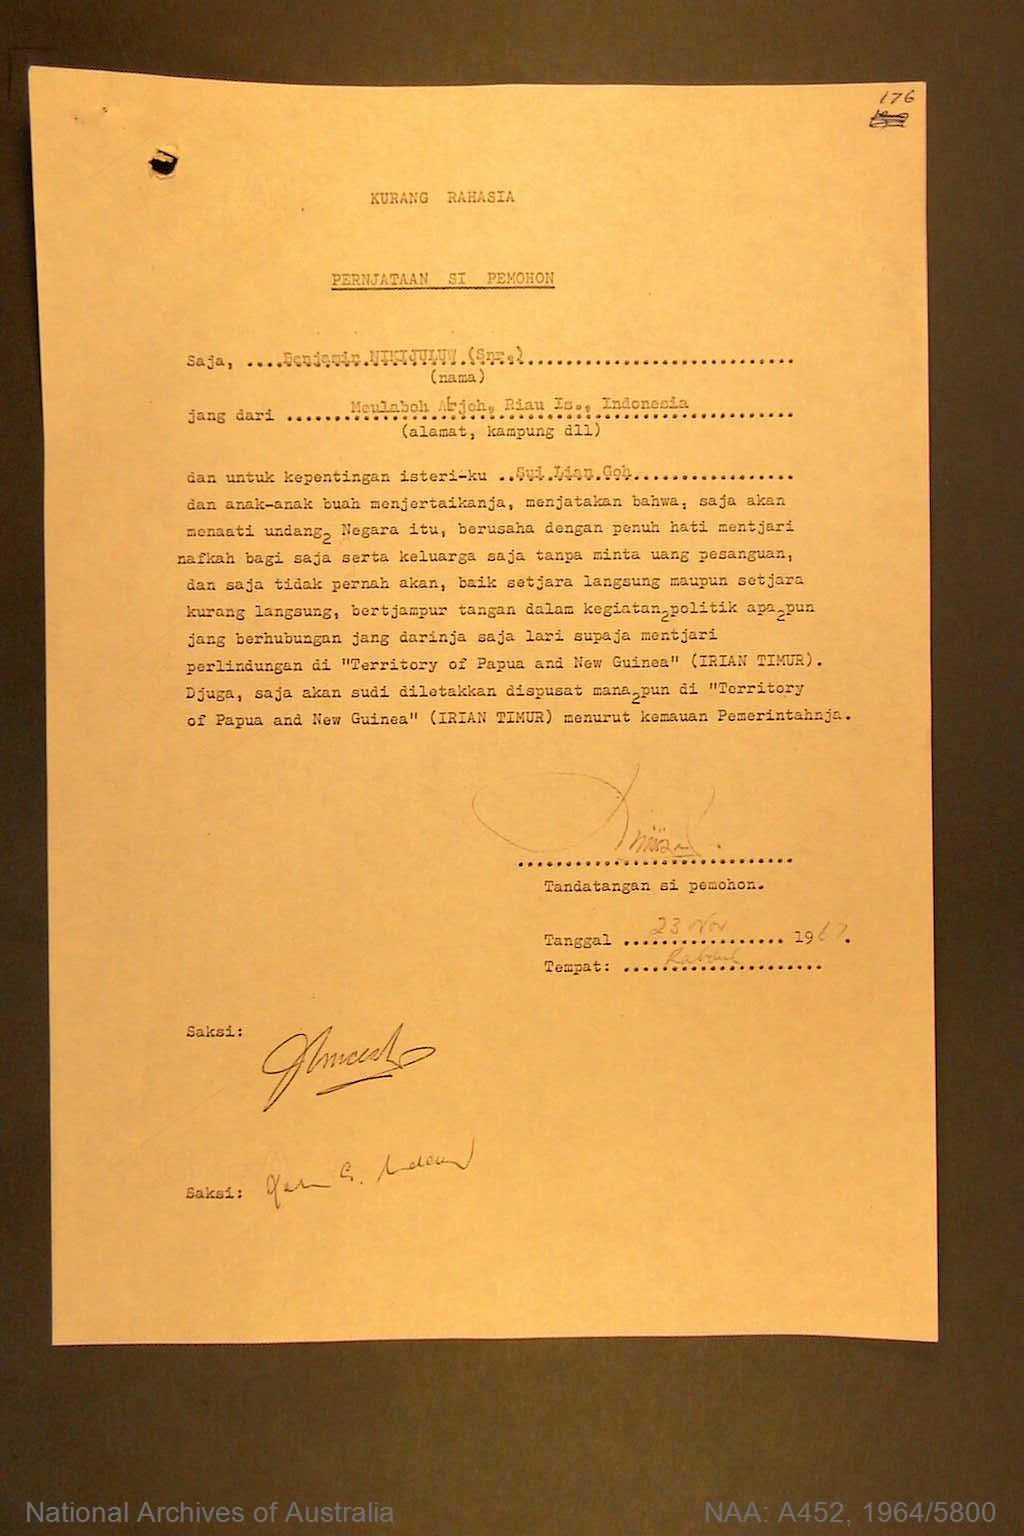 176
KURANG RAHASIA
PERNJATAAN SI PEMOHON
Saja, ....Benjamin NIKIJULUW (Snr.)..............................
(nama)
jang dari ......Meulaboh Atjeh, Riau Is., Indonesia..........
(alamat, kampung dll)
dan untuk kepentingan isteri-ku ..Sui Lian Goh.................
dan anak-anak buah menjertaikanja, menjatakan bahwa, saja akan
menaati undang2 Negara itu, berusaha dengan penuh hati mentjari
nafkah bagi saja serta keluarga saja tanpa minta uang pesanguan,
dan saja tidak pernah akan, baik setjara langsung maupun setjara
kurang langsung, bertjampur tangan dalam kegiatan2politik apa2pun
jang berhubungan jang darinja saja lari supaja mentjari
perlindungan di "Territory of Papua and New Guinea" (IRIAN TIMUR).
Djuga, saja akan sudi diletakkan dispusat mana2pun di "Territory
of Papua and New Guinea" (IRIAN TIMUR) menurut kemauan Pemerintahnja.
Tandatangan si pemohon.
Tanggal ....23 Nov.... 1967.
Tempat: ....Rabaul....
Saksi:
Saksi:
National Archives of Australia NAA: A452, 1964/5800